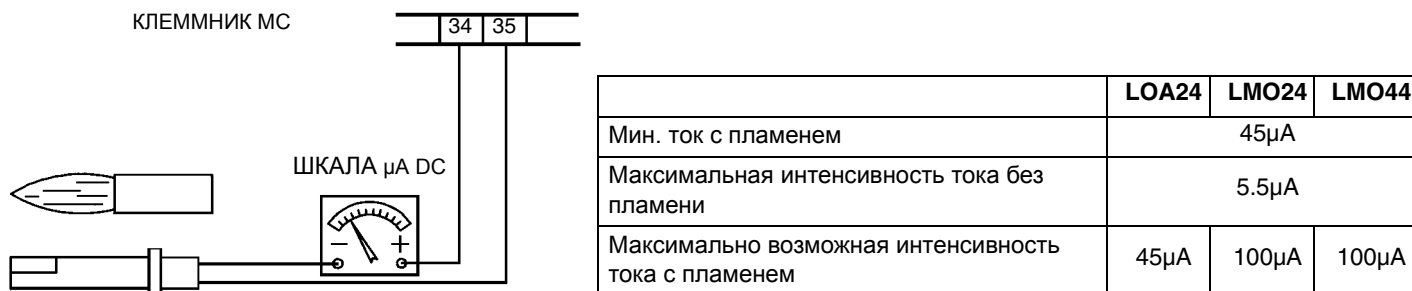 КЛЕММНИК МС
34 35
ШКАЛА µA DC
− +
LOA24 LMO24 LMO44
Мин. ток с пламенем 45µA
Максимальная интенсивность тока без
пламени 5.5µA
Максимально возможная интенсивность
тока с пламенем 45µA 100µA 100µA